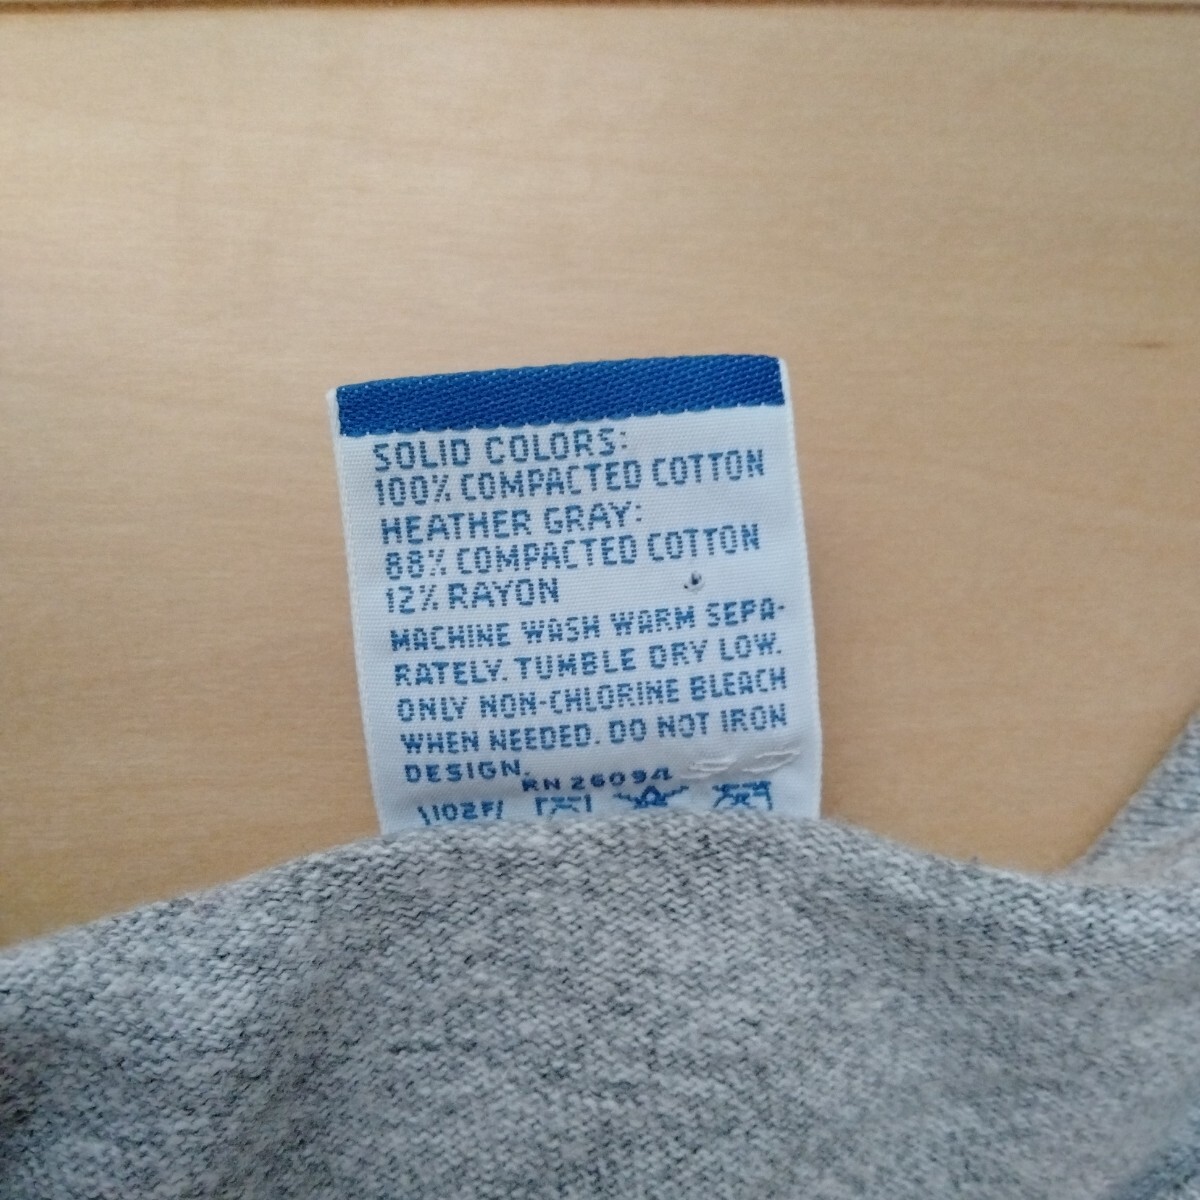 SOLID COLORS:
100% COMPACTED COTTON
HEATHER GRAY:
88% COMPACTED COTTON
12% RAYON
MACHINE WASH WARM SEPA-
RATELY. TUMBLE DRY LOW.
ONLY NON-CHLORINE BLEACH
WHEN NEEDED. DO NOT IRON
DESIGN.
RN 26094
102F